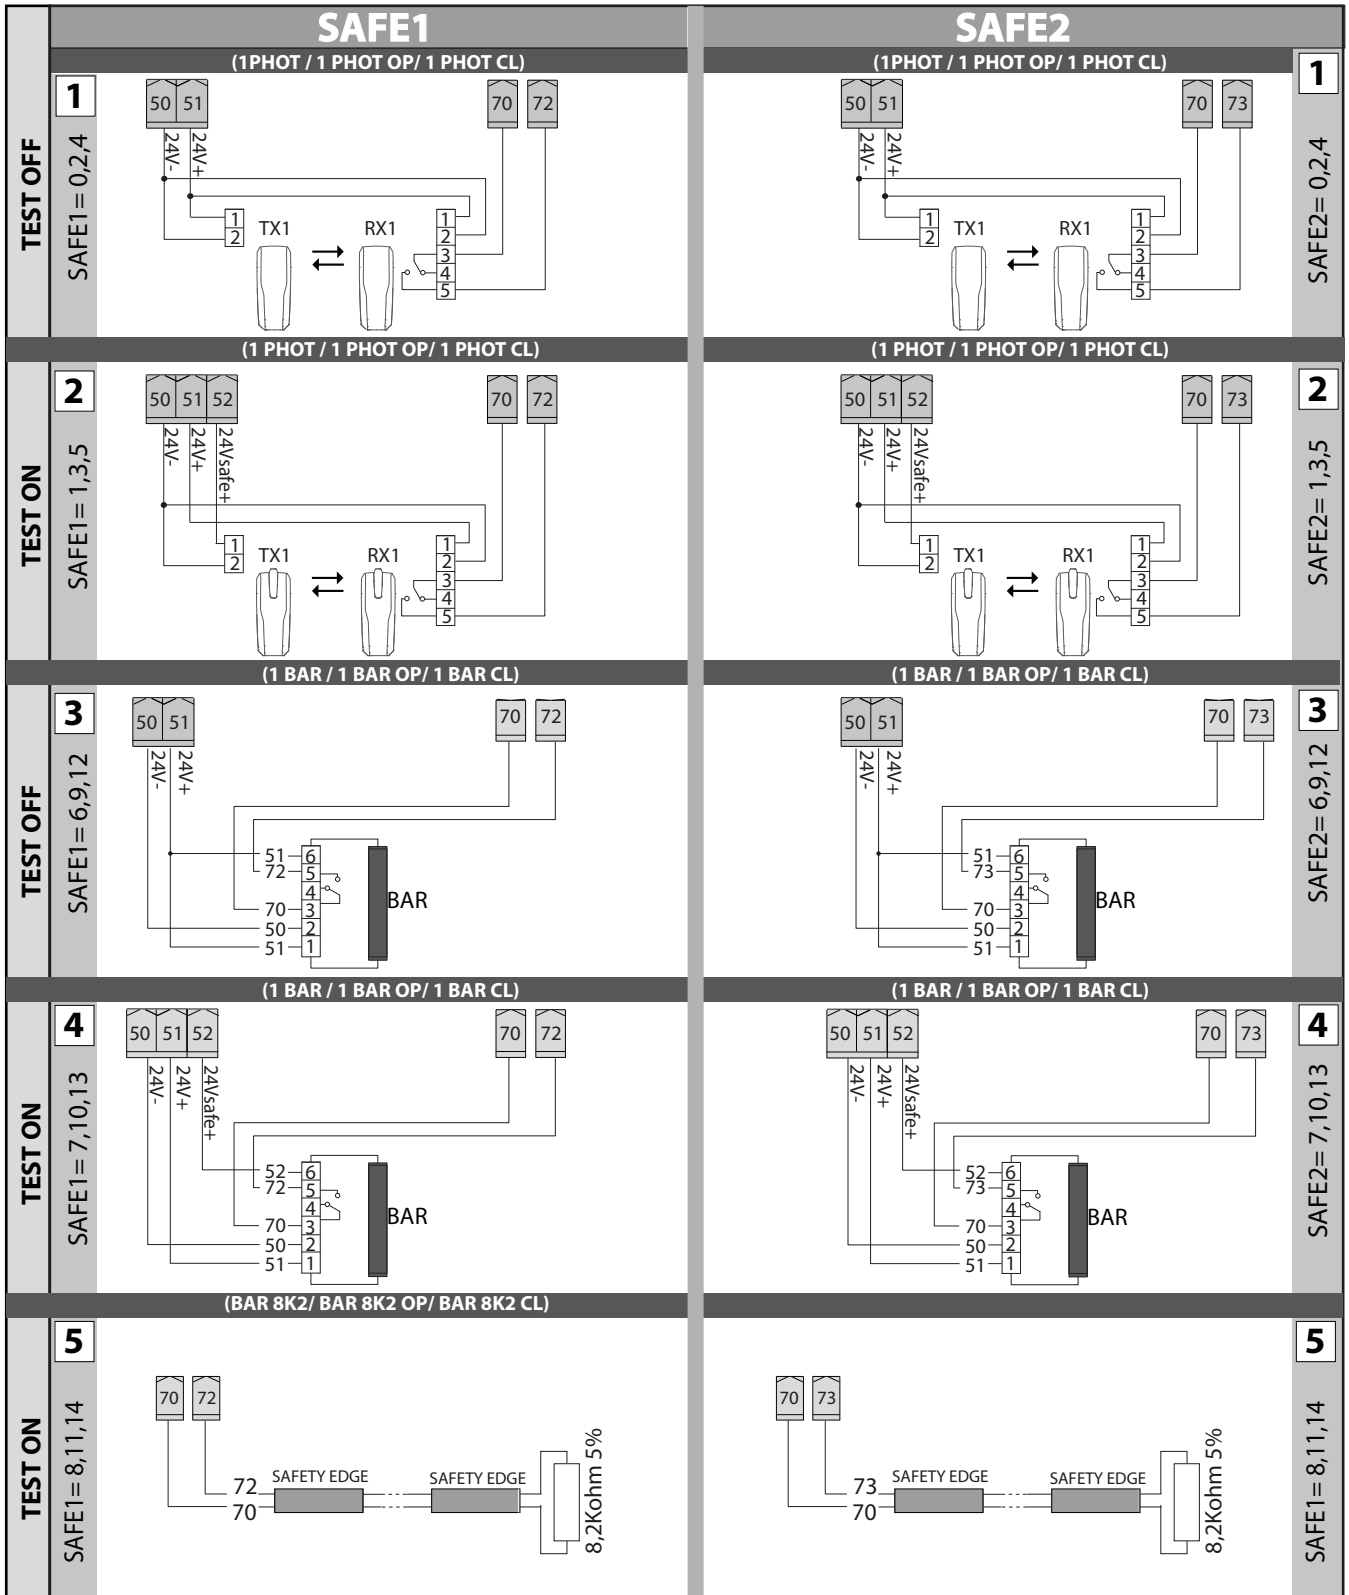 SAFE1
SAFE2
(1PHOT / 1 PHOT OP/ 1 PHOT CL)
(1PHOT / 1 PHOT OP/ 1 PHOT CL)
TEST OFF
1
SAFE1= 0,2,4
50 51
24V-
24V+
70 72
1
2
TX1
RX1
1
2
3
4
5
50 51
24V-
24V+
70 73
1
2
TX1
RX1
1
2
3
4
5
1
SAFE2= 0,2,4
(1 PHOT / 1 PHOT OP/ 1 PHOT CL)
(1 PHOT / 1 PHOT OP/ 1 PHOT CL)
TEST ON
2
SAFE1= 1,3,5
50 51 52
24V-
24V+
24Vsafe+
70 72
1
2
TX1
RX1
1
2
3
4
5
50 51 52
24V-
24V+
24Vsafe+
70 73
1
2
TX1
RX1
1
2
3
4
5
2
SAFE2= 1,3,5
(1 BAR / 1 BAR OP/ 1 BAR CL)
(1 BAR / 1 BAR OP/ 1 BAR CL)
TEST OFF
3
SAFE1= 6,9,12
50 51
24V-
24V+
70 72
51 6
72 5
4
70 3
50 2
51 1
BAR
50 51
24V-
24V+
70 73
51 6
73 5
4
70 3
50 2
51 1
BAR
3
SAFE2= 6,9,12
(1 BAR / 1 BAR OP/ 1 BAR CL)
(1 BAR / 1 BAR OP/ 1 BAR CL)
TEST ON
4
SAFE1= 7,10,13
50 51 52
24V-
24V+
24Vsafe+
70 72
52 6
72 5
4
70 3
50 2
51 1
BAR
50 51 52
24V-
24V+
24Vsafe+
70 73
52 6
73 5
4
70 3
50 2
51 1
BAR
4
SAFE2= 7,10,13
(BAR 8K2/ BAR 8K2 OP/ BAR 8K2 CL)
TEST ON
5
SAFE1= 8,11,14
70 72
72
70
SAFETY EDGE
SAFETY EDGE
8,2Kohm 5%
70 73
73
70
SAFETY EDGE
SAFETY EDGE
8,2Kohm 5%
5
SAFE1= 8,11,14